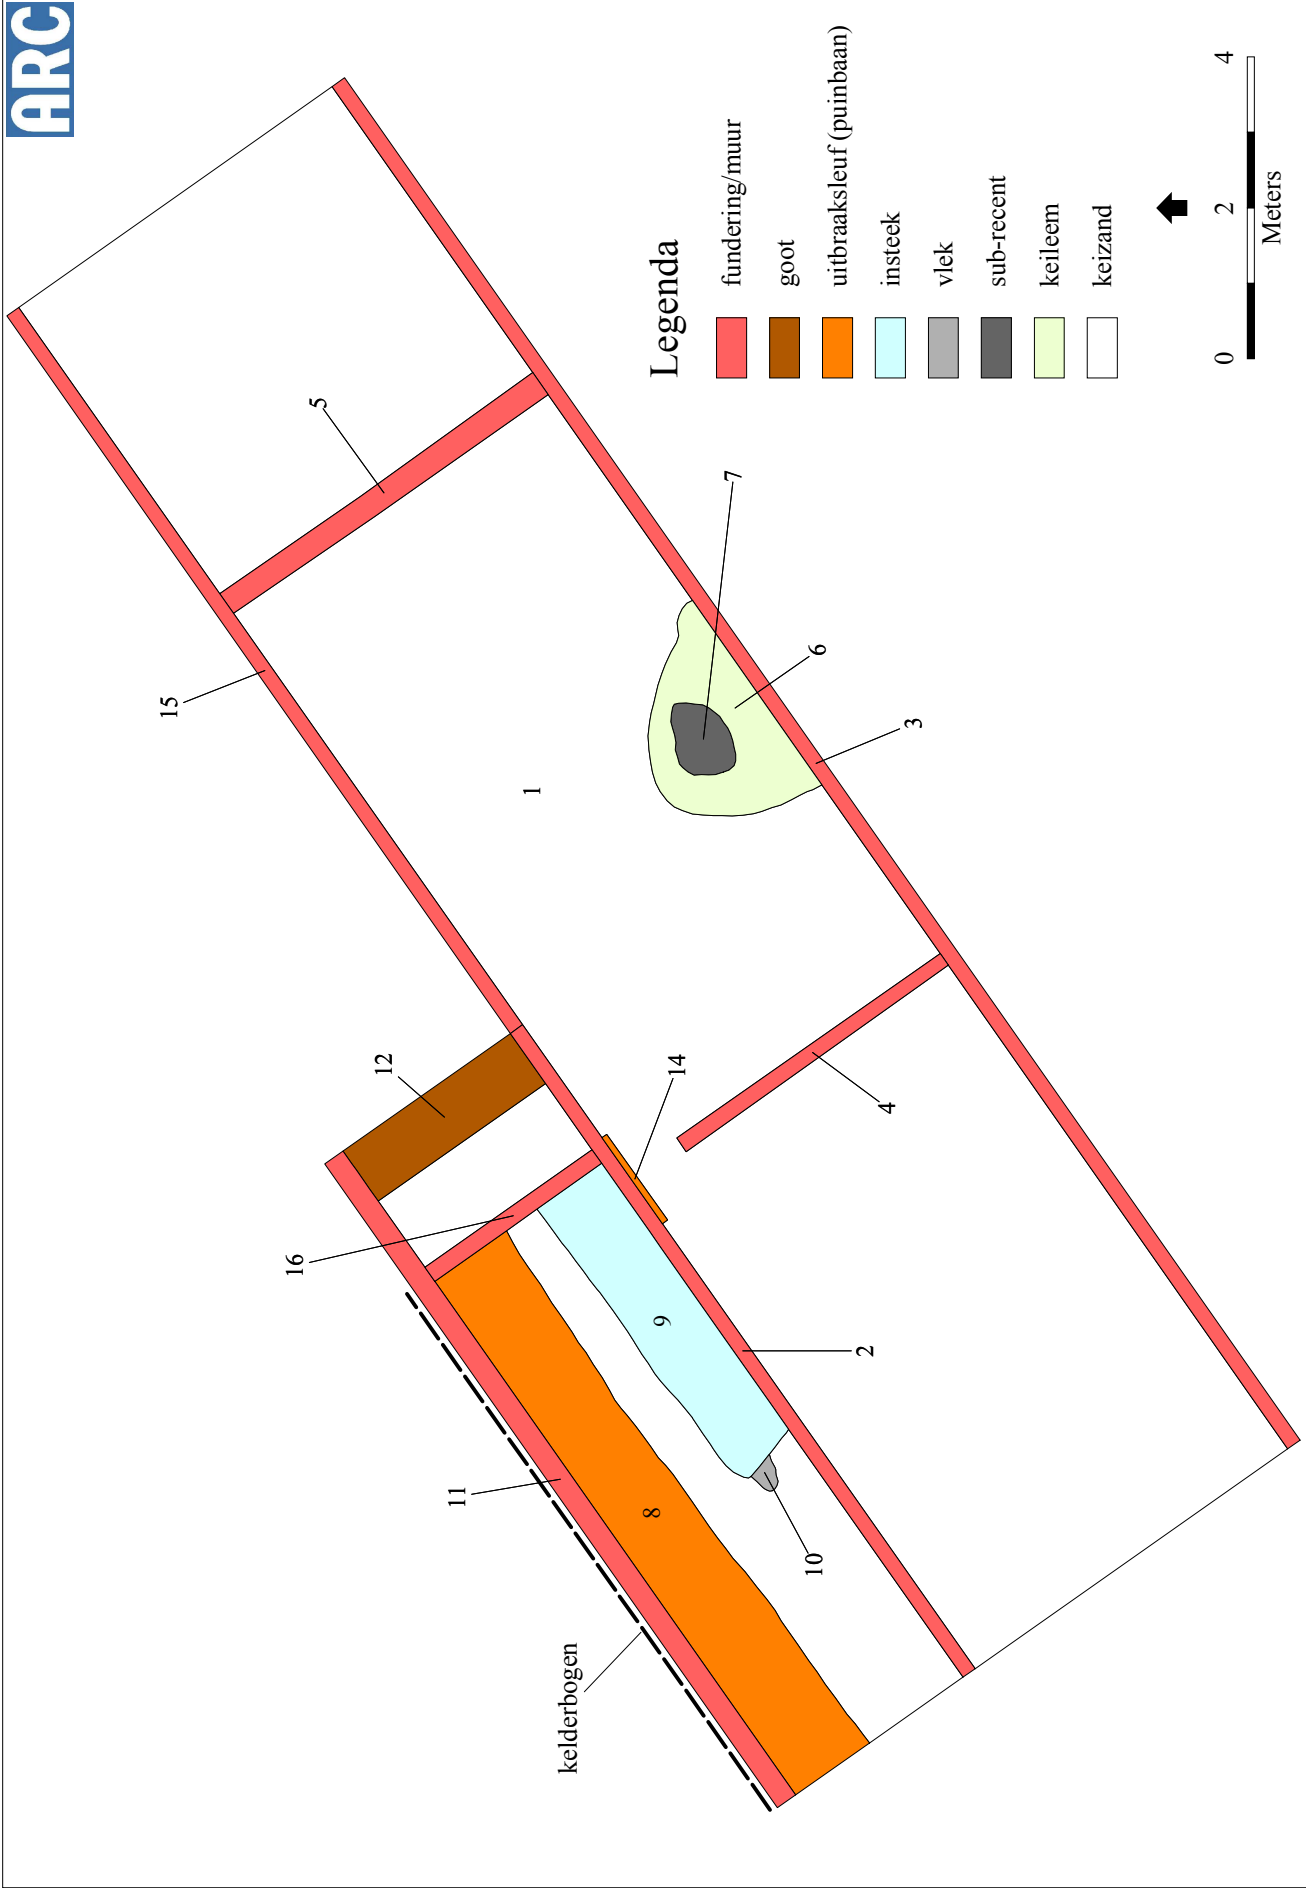 ARC
5
15
7
6
3
1
12
14
4
16
9
2
11
8
10
kelderbogen
Legenda
fundering/muur
goot
uitbraaksleuf (puinbaan)
insteek
vlek
sub-recent
keileem
keizand
0 2 4
Meters